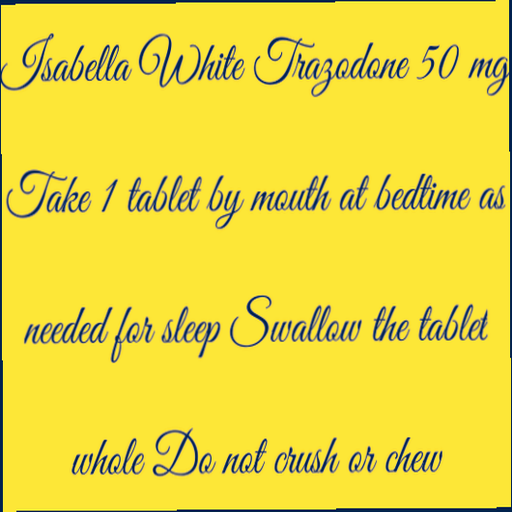 Isabella White Trazodone 50 mg
Take 1 tablet by mouth at bedtime as
needed for sleep Swallow the tablet
whole Do not crush or chew